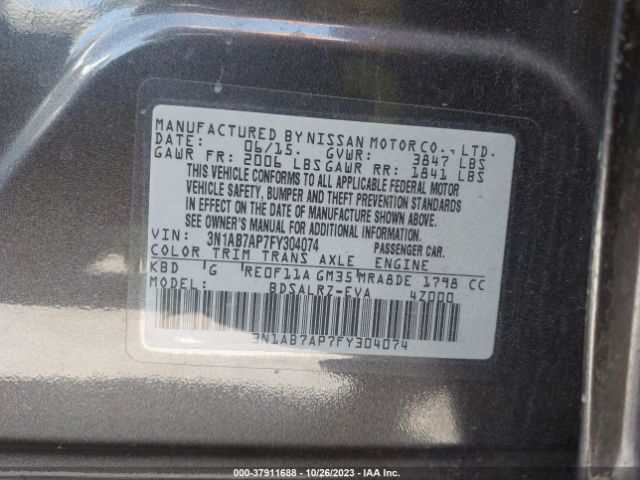 MANUFACTURED BY NISSAN MOTOR CO., LTD.
DATE: 06/15. GVWR: 3847 LBS
GAWR FR: 2006 LBS GAWR RR: 1841 LBS
THIS VEHICLE CONFORMS TO ALL APPLICABLE FEDERAL MOTOR
VEHICLE SAFETY, BUMPER AND THEFT PREVENTION STANDARDS
IN EFFECT ON THE DATE OF MANUFACTURE SHOWN ABOVE.
SEE OWNER'S MANUAL FOR ADDITIONAL INFORMATION.
VIN: 3N1AB7AP7FY304074 PASSENGER CAR
COLOR TRIM TRANS AXLE ENGINE
KBD G RE0F11A GM35 MRA8DE 1798 CC
MODEL: BDSALRZ-EVA 4Z000
3N1AB7AP7FY304074
000-37911688 - 10/26/2023 - IAA Inc.